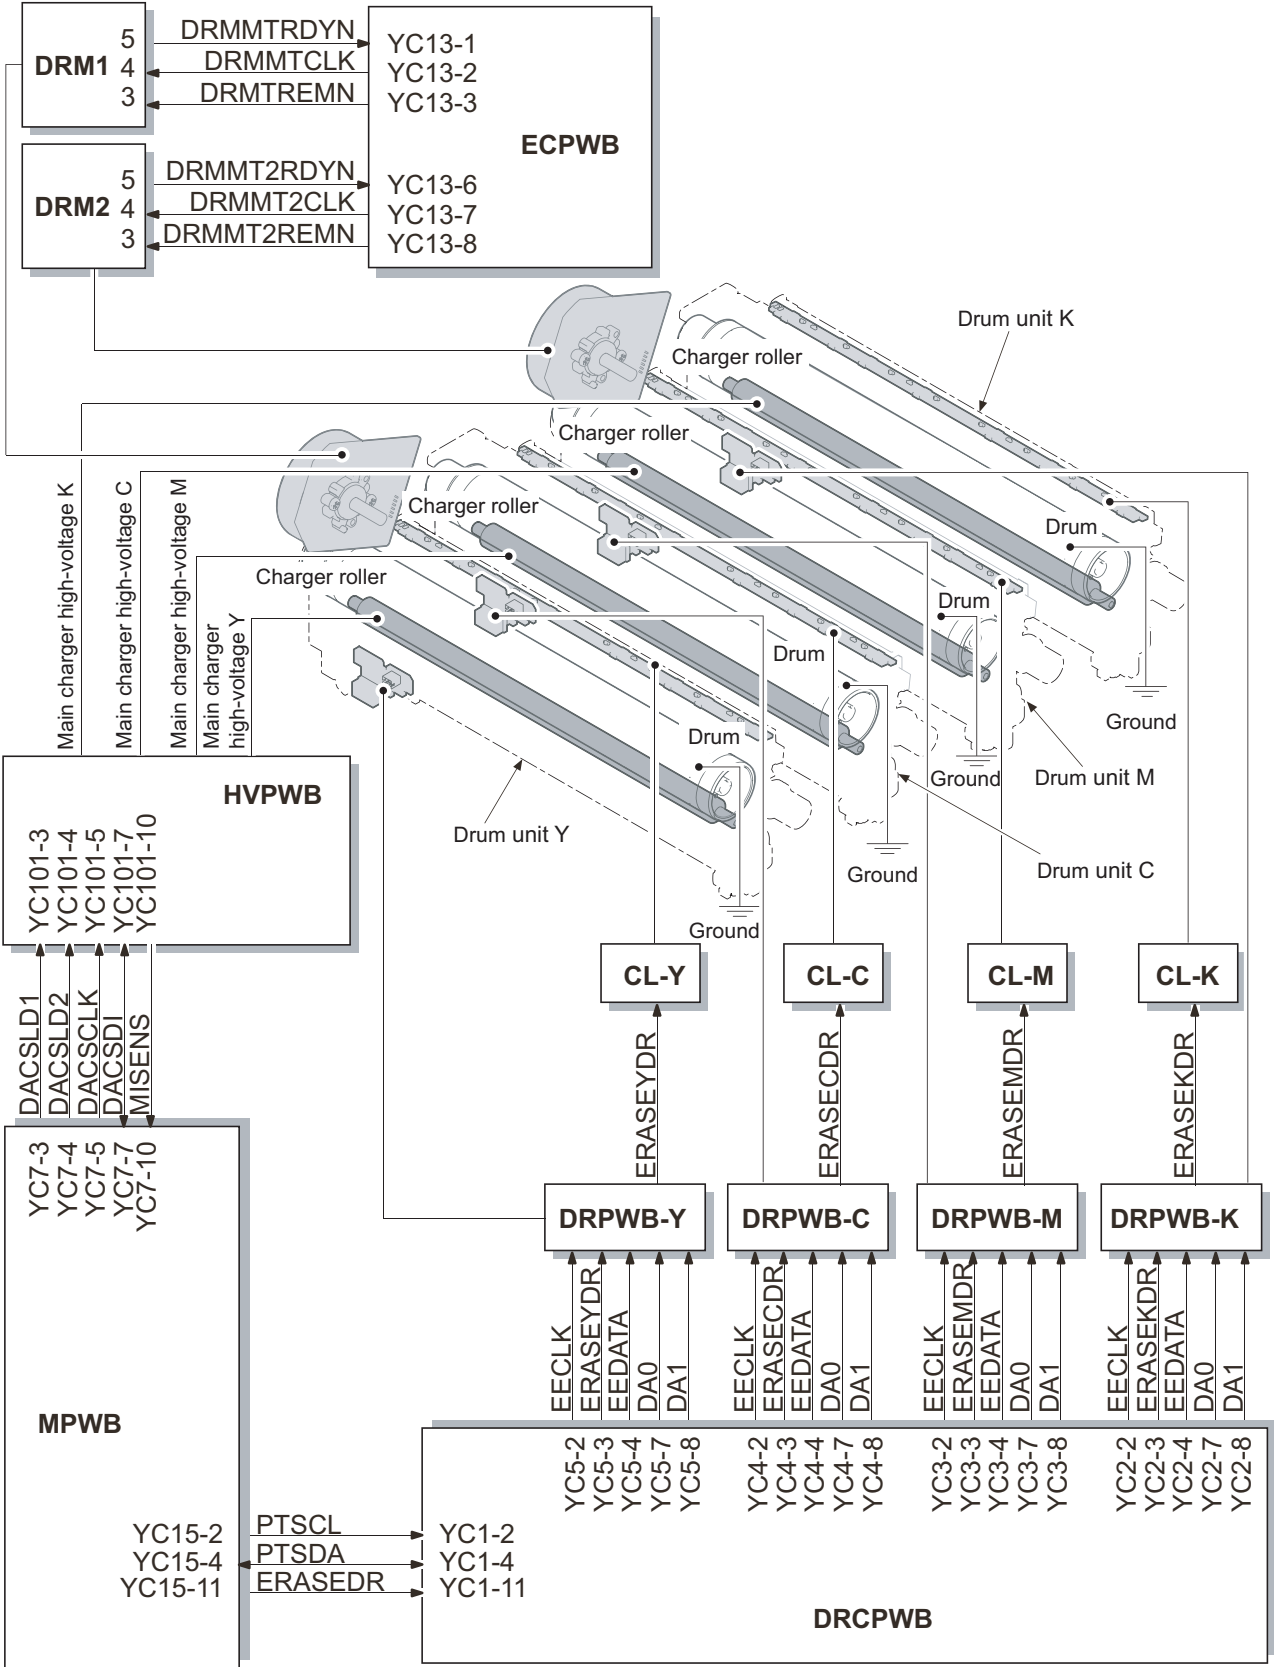 DRM1
5
4
3
DRMMTRDYN
DRMMTCLK
DRMTREMN
YC13-1
YC13-2
YC13-3
ECPWB
DRM2
5
4
3
DRMMT2RDYN
DRMMT2CLK
DRMMT2REMN
YC13-6
YC13-7
YC13-8
Drum unit K
Charger roller
Charger roller
Charger roller
Charger roller
Main charger high-voltage K
Main charger high-voltage C
Main charger high-voltage M
Main charger
high-voltage Y
Drum
Drum
Drum
Drum
Ground
Ground
Ground
Ground
Drum unit M
Drum unit C
Drum unit Y
HVPWB
YC101-3
YC101-4
YC101-5
YC101-7
YC101-10
DACSLD1
DACSLD2
DACSCLK
DACSDI
MISENS
YC7-3
YC7-4
YC7-5
YC7-7
YC7-10
CL-Y
CL-C
CL-M
CL-K
ERASEYDR
ERASECDR
ERASEMDR
ERASEKDR
DRPWB-Y
DRPWB-C
DRPWB-M
DRPWB-K
EECLK
ERASEYDR
EEDATA
DA0
DA1
EECLK
ERASECDR
EEDATA
DA0
DA1
EECLK
ERASEMDR
EEDATA
DA0
DA1
EECLK
ERASEKDR
EEDATA
DA0
DA1
YC5-2
YC5-3
YC5-4
YC5-7
YC5-8
YC4-2
YC4-3
YC4-4
YC4-7
YC4-8
YC3-2
YC3-3
YC3-4
YC3-7
YC3-8
YC2-2
YC2-3
YC2-4
YC2-7
YC2-8
MPWB
YC15-2
YC15-4
YC15-11
PTSCL
PTSDA
ERASEDR
YC1-2
YC1-4
YC1-11
DRCPWB